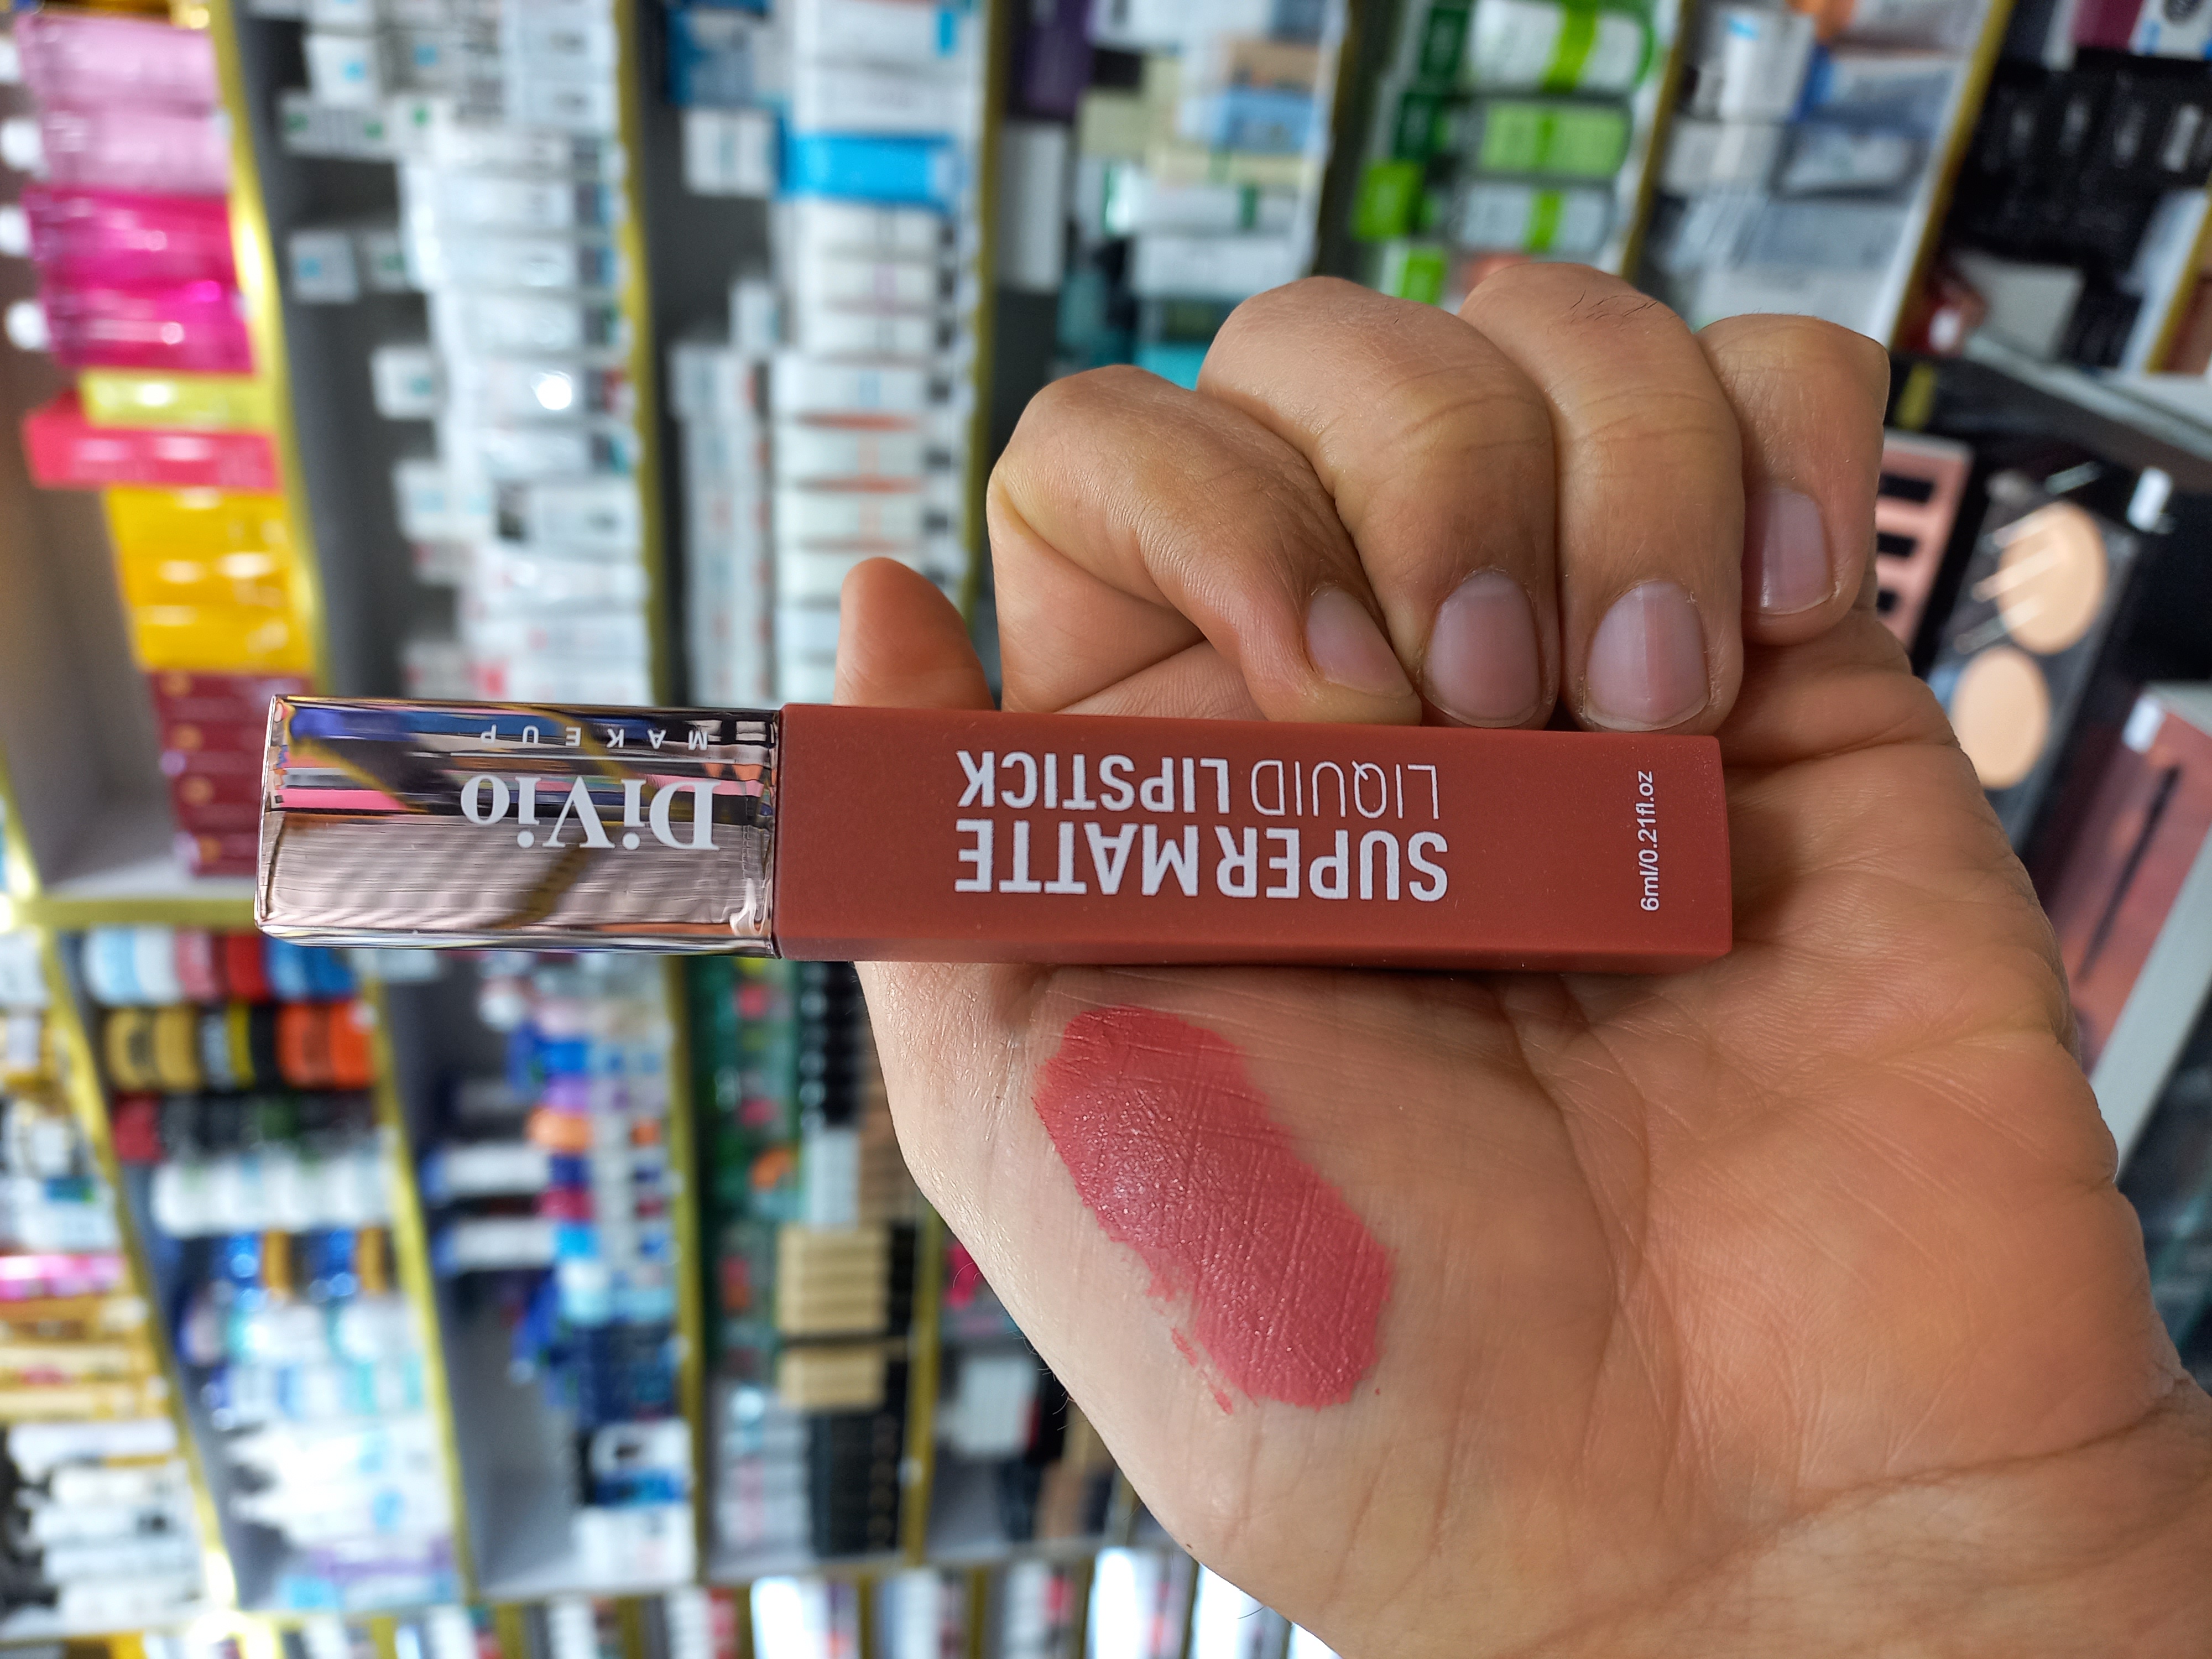 DiVio
MAKEUP
SUPER MATTE
LIQUID LIPSTICK
6ml/0.21fl.oz